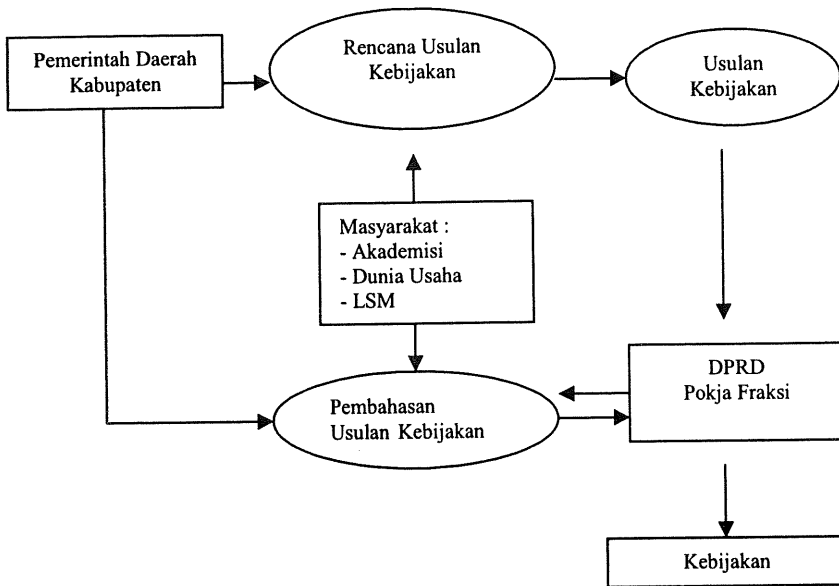 Pemerintah Daerah
Kabupaten
Rencana Usulan
Kebijakan
Usulan
Kebijakan
Masyarakat :
- Akademisi
- Dunia Usaha
- LSM
Pembahasan
Usulan Kebijakan
DPRD
Pokja Fraksi
Kebijakan